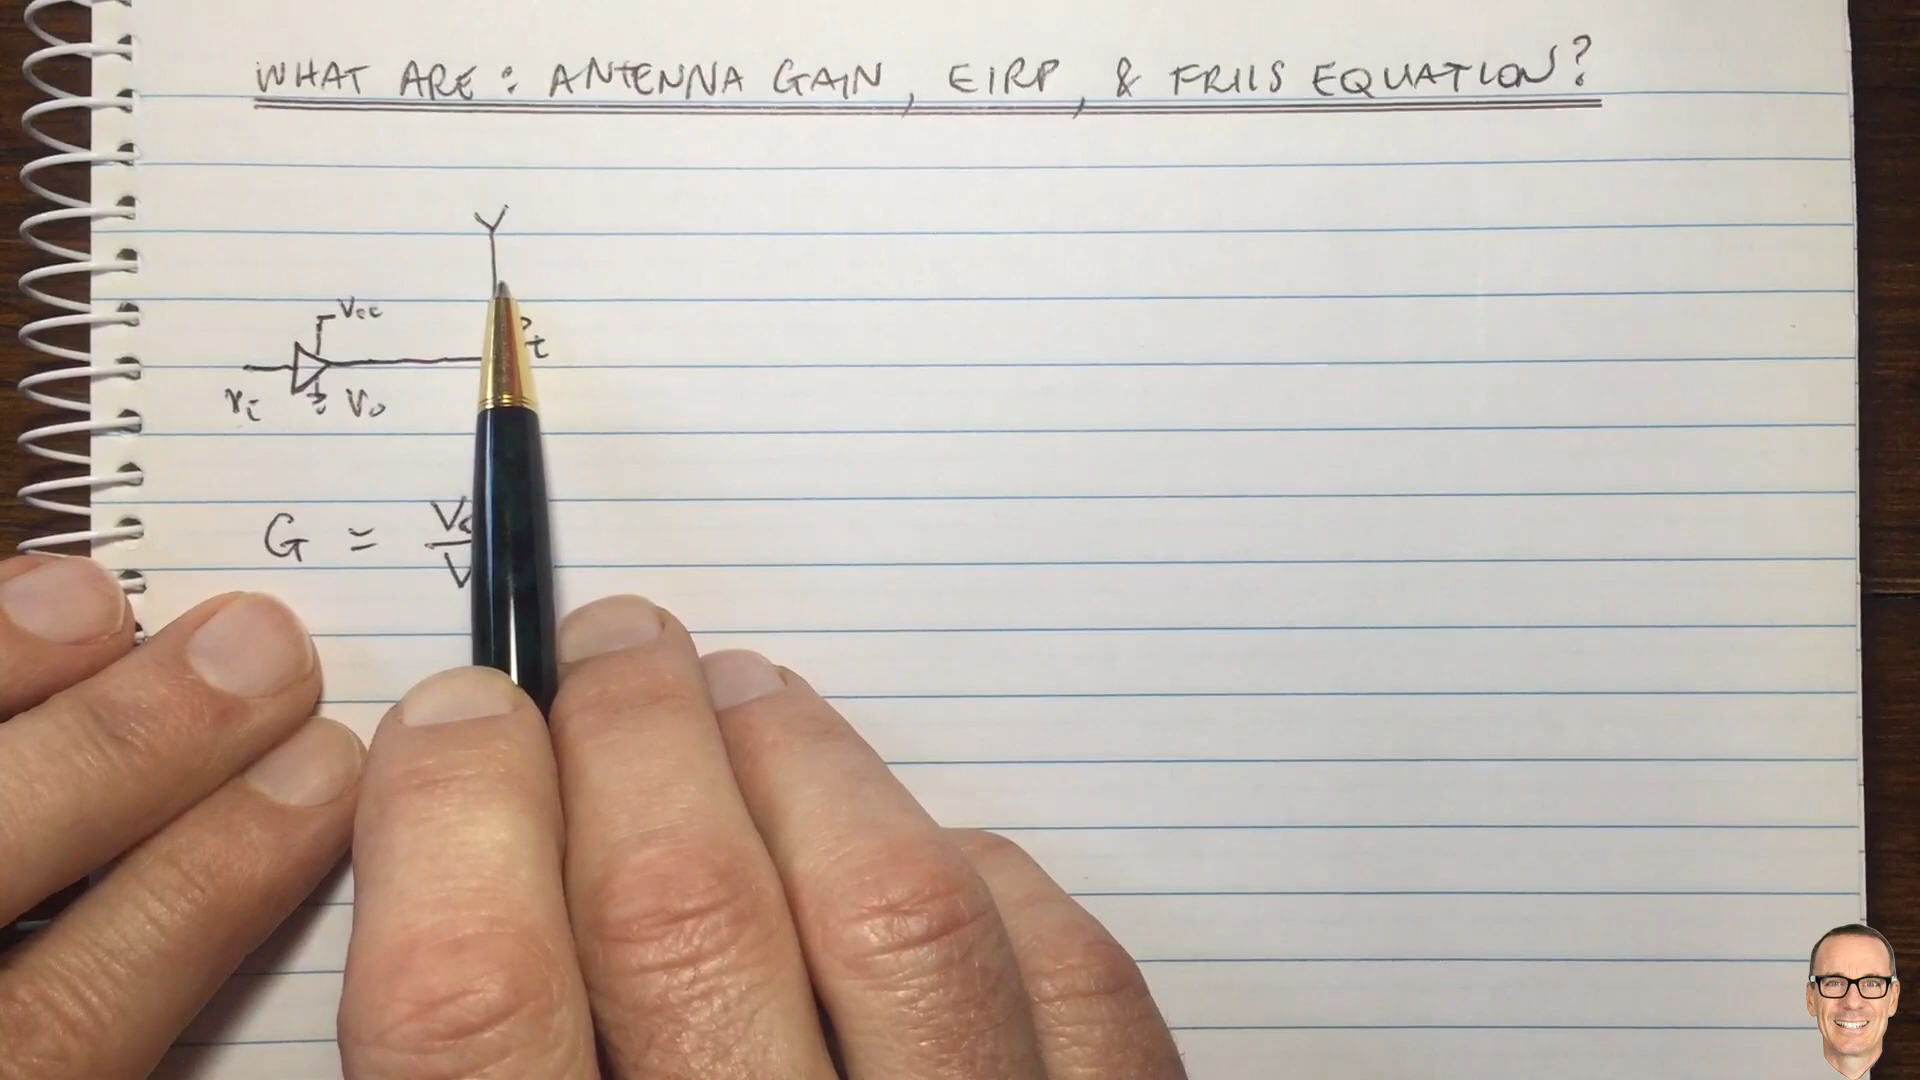 WHAT ARE : ANTENNA GAIN, EIRP, & FRIIS EQUATION?
Vcc
t
Vi Vo
G =
V
V